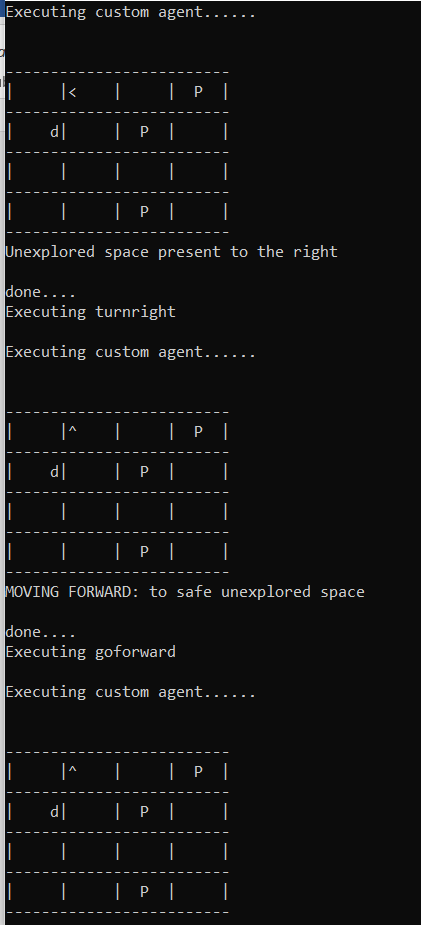 Executing custom agent......
-------------------------
|     |<    |     |  P  |
-------------------------
|    d|     |  P  |     |
-------------------------
|     |     |     |     |
-------------------------
|     |     |  P  |     |
-------------------------
Unexplored space present to the right
done....
Executing turnright
Executing custom agent......
-------------------------
|     |^    |     |  P  |
-------------------------
|    d|     |  P  |     |
-------------------------
|     |     |     |     |
-------------------------
|     |     |  P  |     |
-------------------------
MOVING FORWARD: to safe unexplored space
done....
Executing goforward
Executing custom agent......
-------------------------
|     |^    |     |  P  |
-------------------------
|    d|     |  P  |     |
-------------------------
|     |     |     |     |
-------------------------
|     |     |  P  |     |
-------------------------